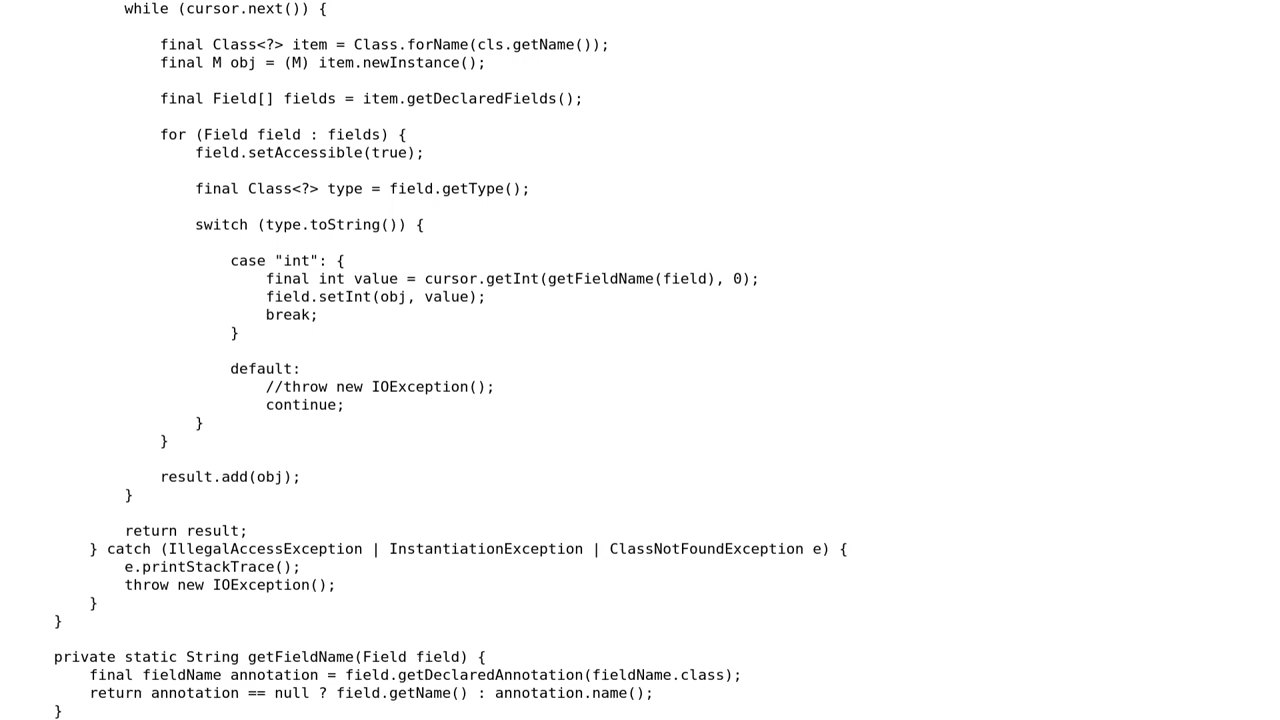 while (cursor.next()) {
final Class<?> item = Class.forName(cls.getName());
final M obj = (M) item.newInstance();
final Field[] fields = item.getDeclaredFields();
for (Field field : fields) {
field.setAccessible(true);
final Class<?> type = field.getType();
switch (type.toString()) {
case "int": {
final int value = cursor.getInt(getFieldName(field), 0);
field.setInt(obj, value);
break;
}
default:
//throw new IOException();
continue;
}
}
result.add(obj);
}
return result;
} catch (IllegalAccessException | InstantiationException | ClassNotFoundException e) {
e.printStackTrace();
throw new IOException();
}
}
private static String getFieldName(Field field) {
final fieldName annotation = field.getDeclaredAnnotation(fieldName.class);
return annotation == null ? field.getName() : annotation.name();
}